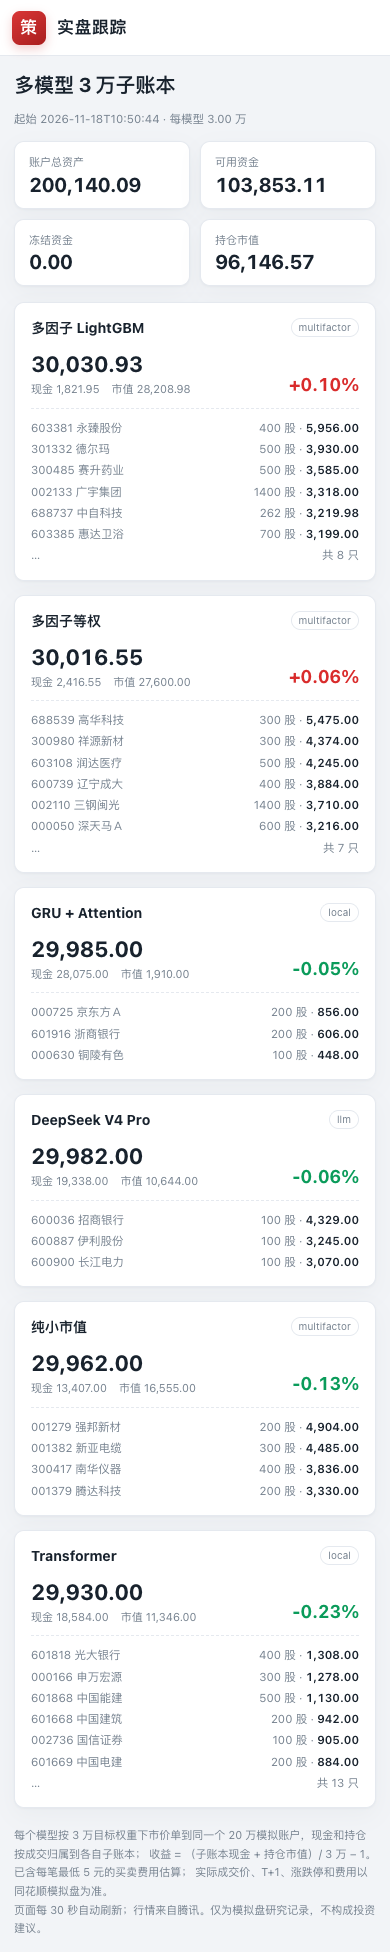 策 实盘跟踪
多模型 3 万子账本
起始 2026-11-18T10:50:44 · 每模型 3.00 万
账户总资产
200,140.09
可用资金
103,853.11
冻结资金
0.00
持仓市值
96,146.57
多因子 LightGBM multifactor
30,030.93
现金 1,821.95 市值 28,208.98
+0.10%
603381 永臻股份 400 股 · 5,956.00
301332 德尔玛 500 股 · 3,930.00
300485 赛升药业 500 股 · 3,585.00
002133 广宇集团 1400 股 · 3,318.00
688737 中自科技 262 股 · 3,219.98
603385 惠达卫浴 700 股 · 3,199.00
... 共 8 只
多因子等权 multifactor
30,016.55
现金 2,416.55 市值 27,600.00
+0.06%
688539 高华科技 300 股 · 5,475.00
300980 祥源新材 300 股 · 4,374.00
603108 润达医疗 500 股 · 4,245.00
600739 辽宁成大 400 股 · 3,884.00
002110 三钢闽光 1400 股 · 3,710.00
000050 深天马Ａ 600 股 · 3,216.00
... 共 7 只
GRU + Attention local
29,985.00
现金 28,075.00 市值 1,910.00
-0.05%
000725 京东方Ａ 200 股 · 856.00
601916 浙商银行 200 股 · 606.00
000630 铜陵有色 100 股 · 448.00
DeepSeek V4 Pro llm
29,982.00
现金 19,338.00 市值 10,644.00
-0.06%
600036 招商银行 100 股 · 4,329.00
600887 伊利股份 100 股 · 3,245.00
600900 长江电力 100 股 · 3,070.00
纯小市值 multifactor
29,962.00
现金 13,407.00 市值 16,555.00
-0.13%
001279 强邦新材 200 股 · 4,904.00
001382 新亚电缆 300 股 · 4,485.00
300417 南华仪器 400 股 · 3,836.00
001379 腾达科技 200 股 · 3,330.00
Transformer local
29,930.00
现金 18,584.00 市值 11,346.00
-0.23%
601818 光大银行 400 股 · 1,308.00
000166 申万宏源 300 股 · 1,278.00
601868 中国能建 500 股 · 1,130.00
601668 中国建筑 200 股 · 942.00
002736 国信证券 100 股 · 905.00
601669 中国电建 200 股 · 884.00
... 共 13 只
每个模型按 3 万目标权重下市价单到同一个 20 万模拟账户，现金和持仓
按成交归属到各自子账本； 收益 =（子账本现金 + 持仓市值）/ 3 万 − 1。
已含每笔最低 5 元的买卖费用估算； 实际成交价、T+1、涨跌停和费用以
同花顺模拟盘为准。
页面每 30 秒自动刷新；行情来自腾讯。仅为模拟盘研究记录，不构成投资
建议。